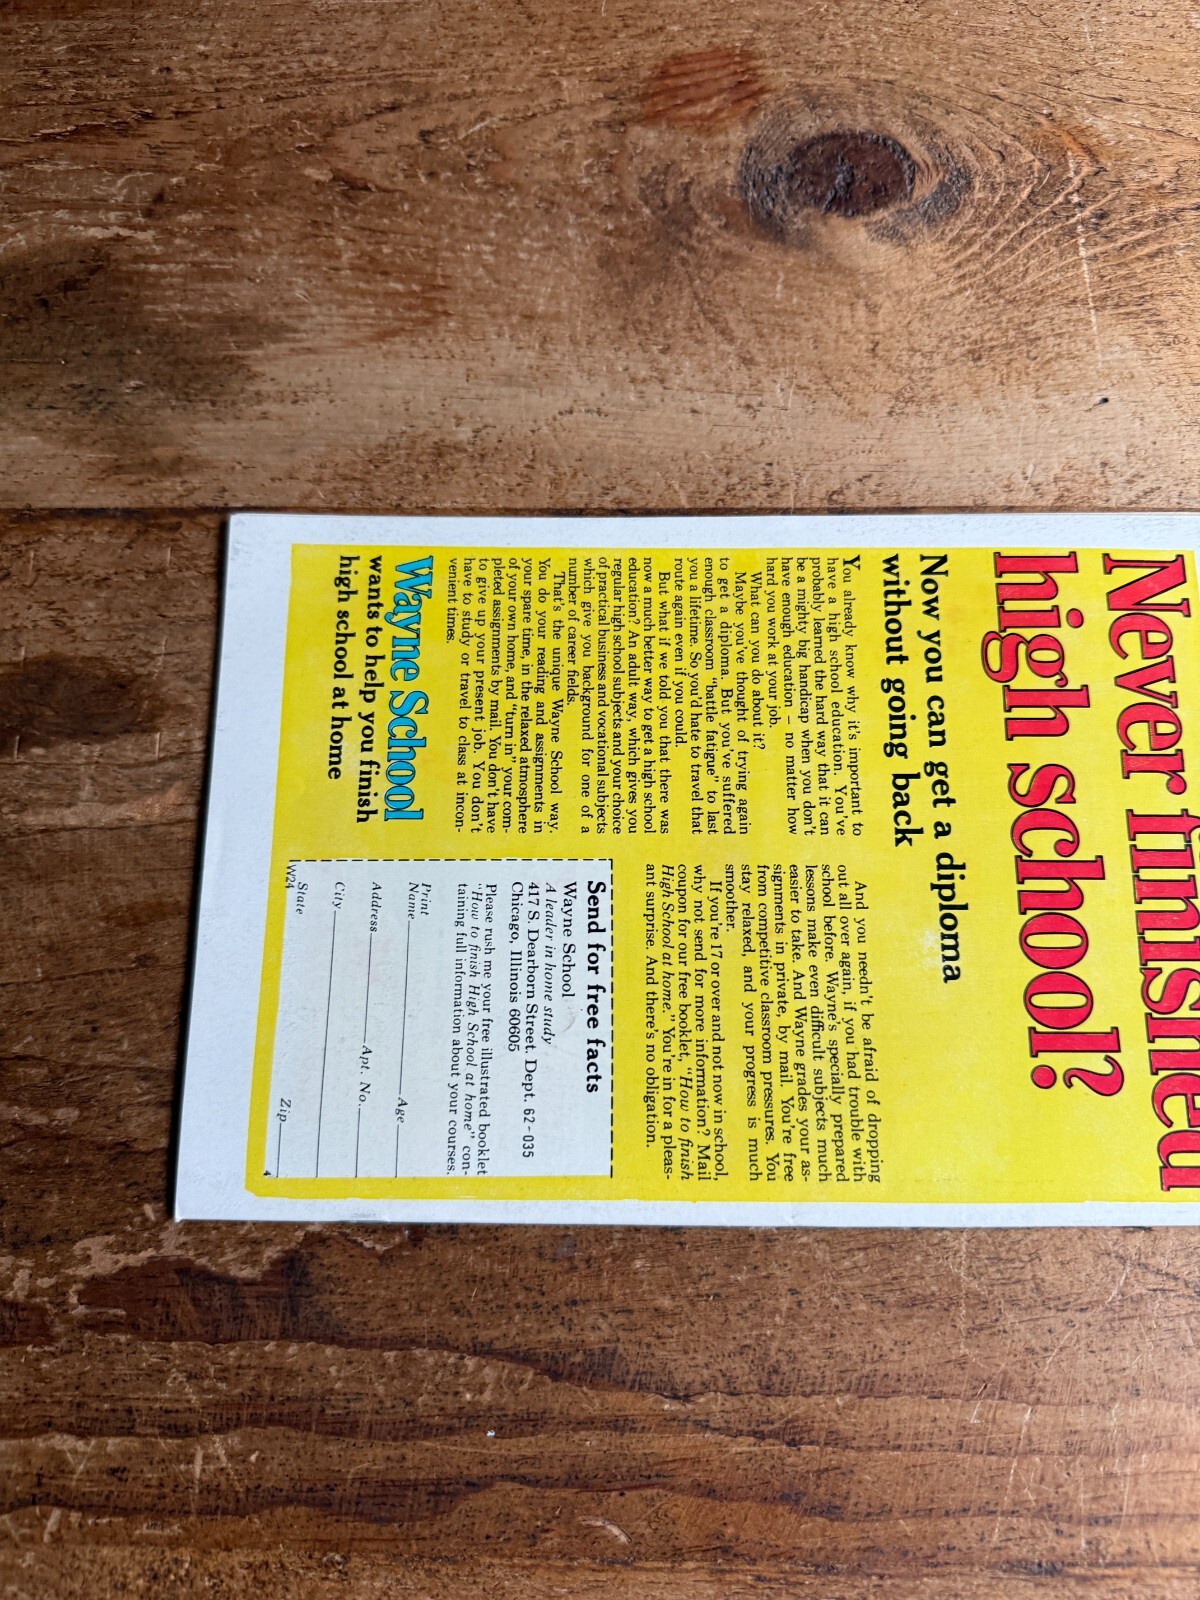 Never finished
high school?
Now you can get a diploma
without going back
You already know why it's important to
have a high school education. You've
probably learned the hard way that it can
be a mighty big handicap when you don't
have enough education – no matter how
hard you work at your job.
What can you do about it?
Maybe you've thought of trying again
to get a diploma. But you've suffered
enough classroom "battle fatigue" to last
you a lifetime. So you'd hate to travel that
route again even if you could.
But what if we told you that there was
now a much better way to get a high school
education? An adult way, which gives you
regular high school subjects and your choice
of practical business and vocational subjects
which give you background for one of a
number of career fields.
That's the unique Wayne School way.
You do your reading and assignments in
your spare time, in the relaxed atmosphere
of your own home, and "turn in" your com-
pleted assignments by mail. You don't have
to give up your present job. You don't
have to study or travel to class at incon-
venient times.
Wayne School
wants to help you finish
high school at home
And you needn't be afraid of dropping
out all over again, if you had trouble with
school before. Wayne's specially prepared
lessons make even difficult subjects much
easier to take. And Wayne grades your as-
signments in private, by mail. You're free
from competitive classroom pressures. You
stay relaxed, and your progress is much
smoother.
If you're 17 or over and not now in school,
why not send for more information? Mail
coupon for our free booklet, "How to finish
High School at home." You're in for a pleas-
ant surprise. And there's no obligation.
Send for free facts
Wayne School
A leader in home study
417 S. Dearborn Street, Dept. 62-035
Chicago, Illinois 60605
Please rush me your free illustrated booklet
"How to finish High School at home" con-
taining full information about your courses.
Print
Name Age
Address Apt. No.
City
State Zip
W24 4